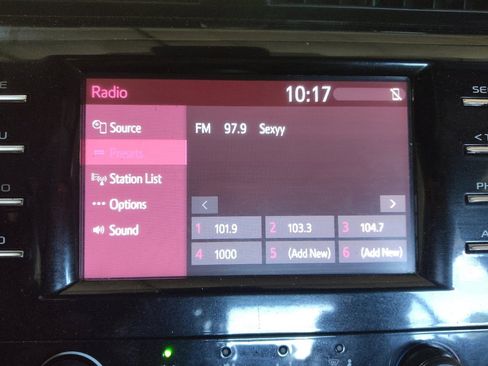 Radio 10:17
Source
FM 97.9 Sexyy
Presets
Station List
Options
Sound
1 101.9 2 103.3 3 104.7
4 1000 5 (Add New) 6 (Add New)